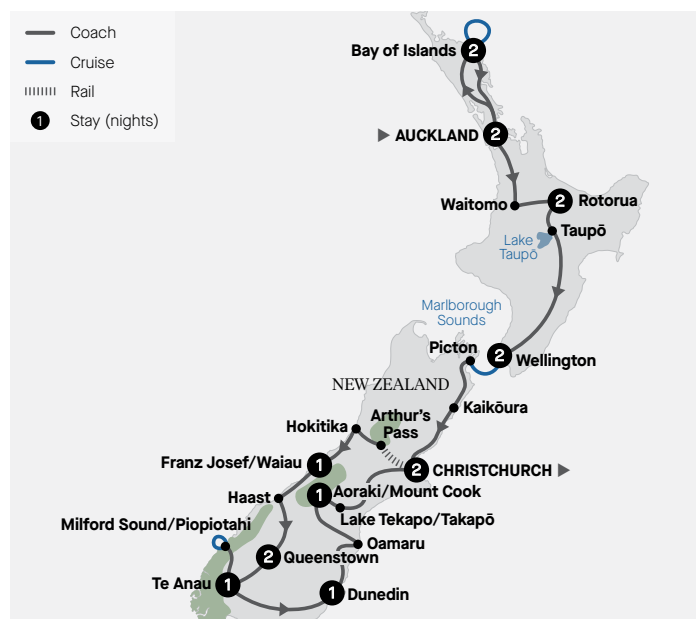 Coach
Cruise
Rail
1 Stay (nights)
Bay of Islands 2
AUCKLAND 2
Waitomo
2 Rotorua
Taupō
Lake
Taupō
Marlborough
Sounds
Picton
2 Wellington
NEW ZEALAND
Kaikōura
Hokitika
Arthur's
Pass
Franz Josef/Waiau 1
2 CHRISTCHURCH
Haast
1 Aoraki/Mount Cook
Lake Tekapo/Takapō
Milford Sound/Piopiotahi
Oamaru
2 Queenstown
Te Anau 1
1 Dunedin